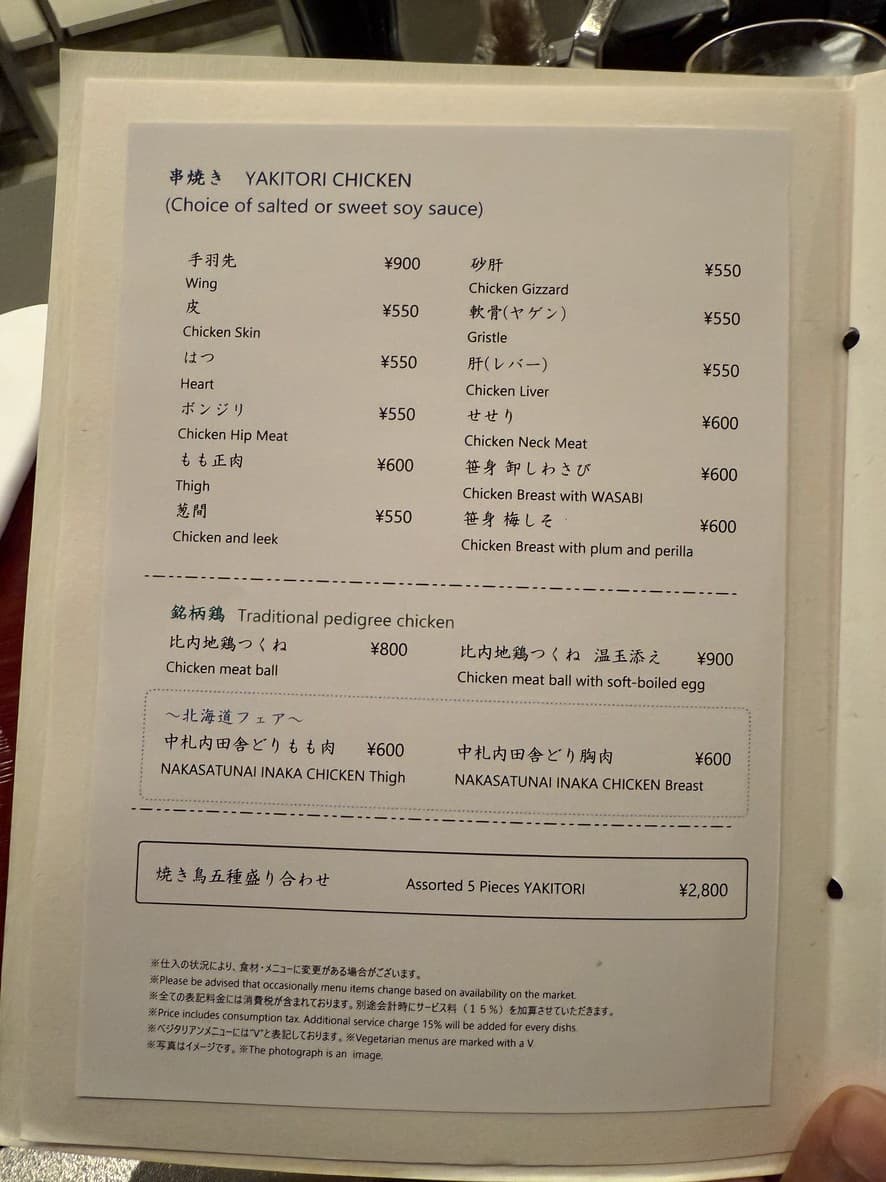 串焼き YAKITORI CHICKEN
(Choice of salted or sweet soy sauce)
手羽先 ¥900
Wing
皮 ¥550
Chicken Skin
はつ ¥550
Heart
ボンジリ ¥550
Chicken Hip Meat
もも正肉 ¥600
Thigh
葱間 ¥550
Chicken and leek
砂肝 ¥550
Chicken Gizzard
軟骨(ヤゲン) ¥550
Gristle
肝(レバー) ¥550
Chicken Liver
せせり ¥600
Chicken Neck Meat
笹身 卸しわさび ¥600
Chicken Breast with WASABI
笹身 梅しそ ¥600
Chicken Breast with plum and perilla
銘柄鶏 Traditional pedigree chicken
比内地鶏つくね ¥800
Chicken meat ball
比内地鶏つくね 温玉添え ¥900
Chicken meat ball with soft-boiled egg
～北海道フェア～
中札内田舎どりもも肉 ¥600
NAKASATUNAI INAKA CHICKEN Thigh
中札内田舎どり胸肉 ¥600
NAKASATUNAI INAKA CHICKEN Breast
焼き鳥五種盛り合わせ Assorted 5 Pieces YAKITORI ¥2,800
※仕入の状況により、食材・メニューに変更がある場合がございます。
※Please be advised that occasionally menu items change based on availability on the market.
※全ての表記料金には消費税が含まれております。別途会計時にサービス料（１５％）を加算させていただきます。
※Price includes consumption tax. Additional service charge 15% will be added for every dishs.
※ベジタリアンメニューには"V"と表記しております。※Vegetarian menus are marked with a V
※写真はイメージです。※The photograph is an image.